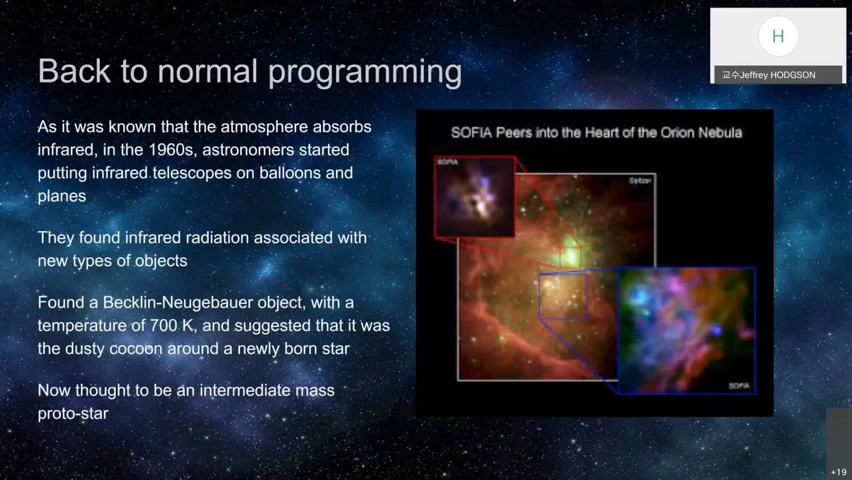 Back to normal programming
As it was known that the atmosphere absorbs
infrared, in the 1960s, astronomers started
putting infrared telescopes on balloons and
planes
They found infrared radiation associated with
new types of objects
Found a Becklin-Neugebauer object, with a
temperature of 700 K, and suggested that it was
the dusty cocoon around a newly born star
Now thought to be an intermediate mass
proto-star
SOFIA Peers into the Heart of the Orion Nebula
SOFIA
Spitzer
SOFIA
H
교수Jeffrey HODGSON
+19